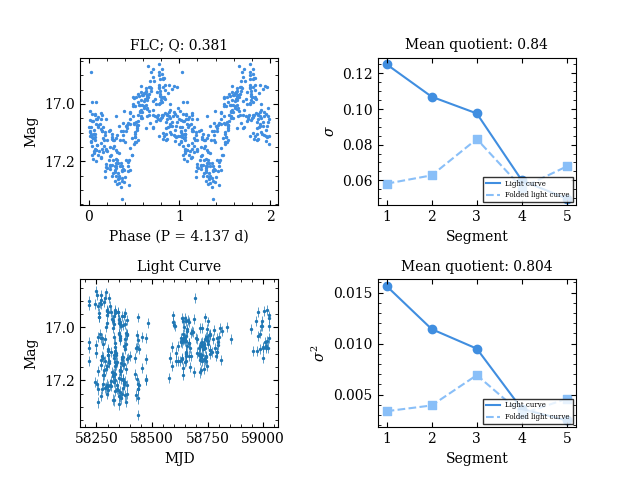 FLC; Q: 0.381
Mag
17.0
17.2
0
1
2
Phase (P = 4.137 d)
Mean quotient: 0.84
σ
0.12
0.10
0.08
0.06
1
2
3
4
5
Segment
Light curve
Folded light curve
Light Curve
Mag
17.0
17.2
58250
58500
58750
59000
MJD
Mean quotient: 0.804
σ²
0.015
0.010
0.005
1
2
3
4
5
Segment
Light curve
Folded light curve